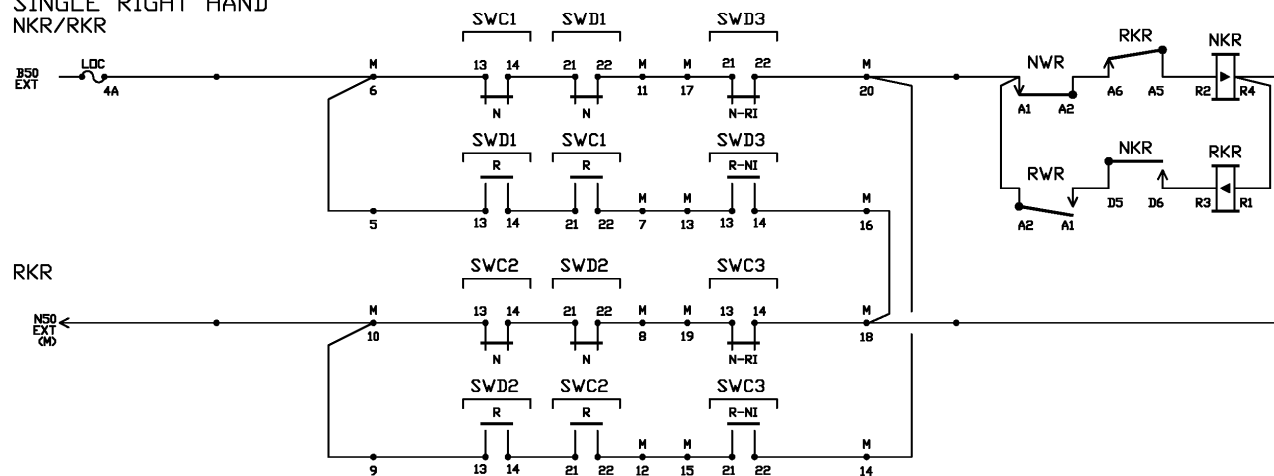 SINGLE RIGHT HAND
NKR/RKR
SWC1 SWD1 SWD3
B50 EXT LOC 4A M 6 13 14 N 21 22 N M 11 M 17 21 22 N-RI M 20
NWR A1 A2 RKR A6 A5 NKR R2 R4
SWD1 SWC1 SWD3
R R R-NI
5 13 14 21 22 M 7 M 13 13 14 M 16
RWR A2 A1 NKR D5 D6 RKR R3 R1
RKR
SWC2 SWD2 SWC3
N50 EXT (M) M 10 13 14 N 21 22 N M 8 M 19 13 14 N-RI M 18
SWD2 SWC2 SWC3
R R R-NI
9 13 14 21 22 M 12 M 15 21 22 M 14